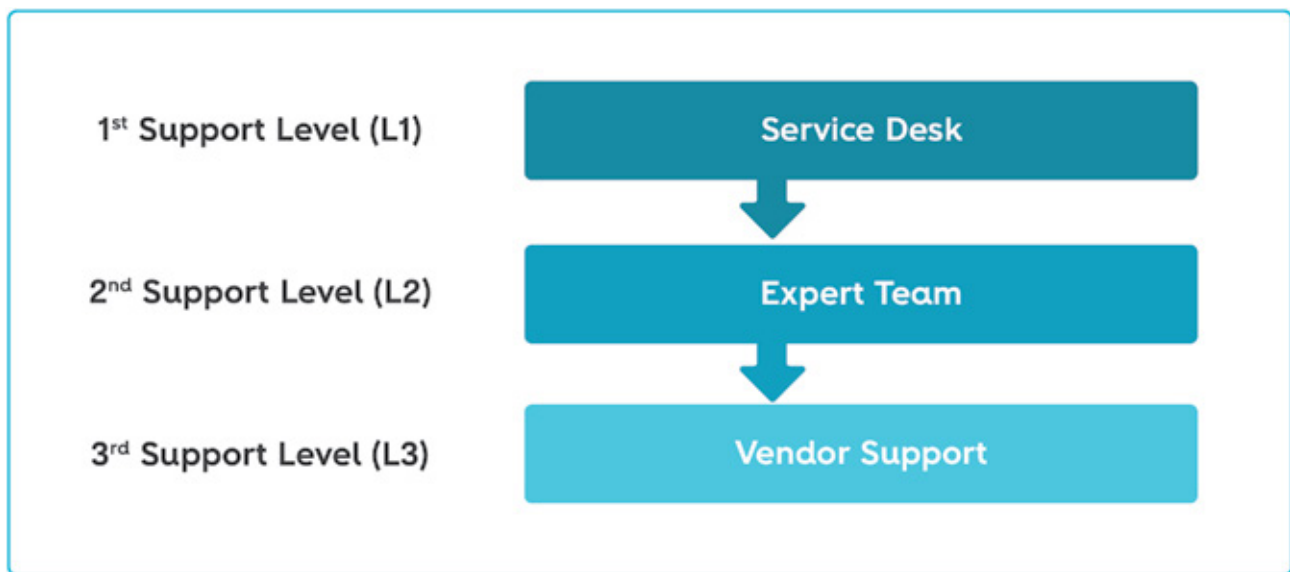 1st Support Level (L1)
Service Desk
2nd Support Level (L2)
Expert Team
3rd Support Level (L3)
Vendor Support